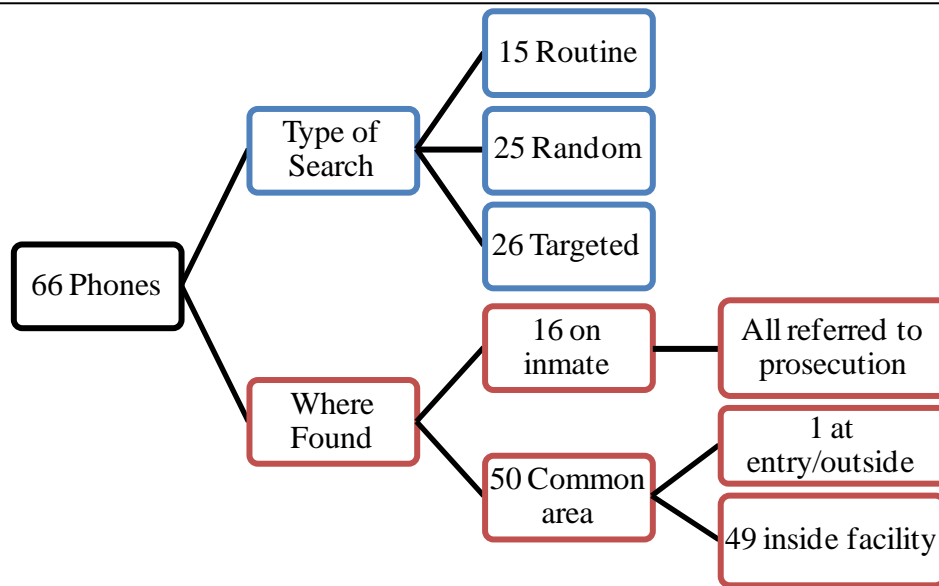 66 Phones
Type of
Search
15 Routine
25 Random
26 Targeted
Where
Found
16 on
inmate
All referred to
prosecution
50 Common
area
1 at
entry/outside
49 inside facility